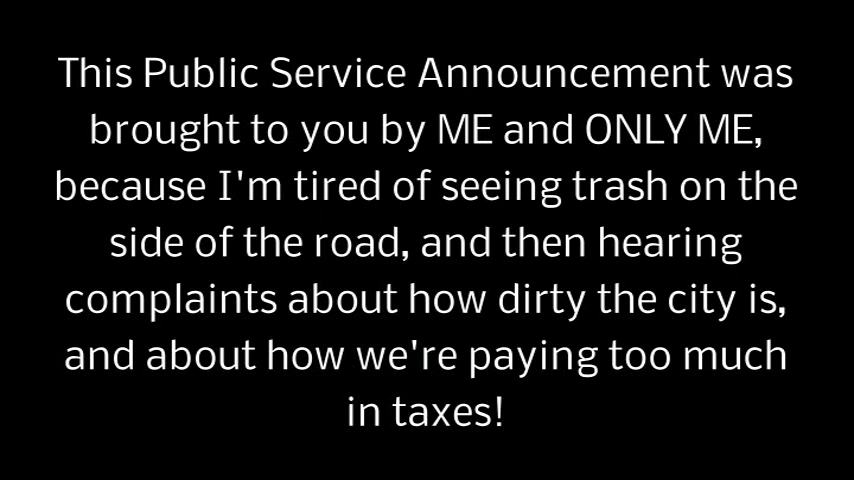 This Public Service Announcement was
brought to you by ME and ONLY ME,
because I'm tired of seeing trash on the
side of the road, and then hearing
complaints about how dirty the city is,
and about how we're paying too much
in taxes!